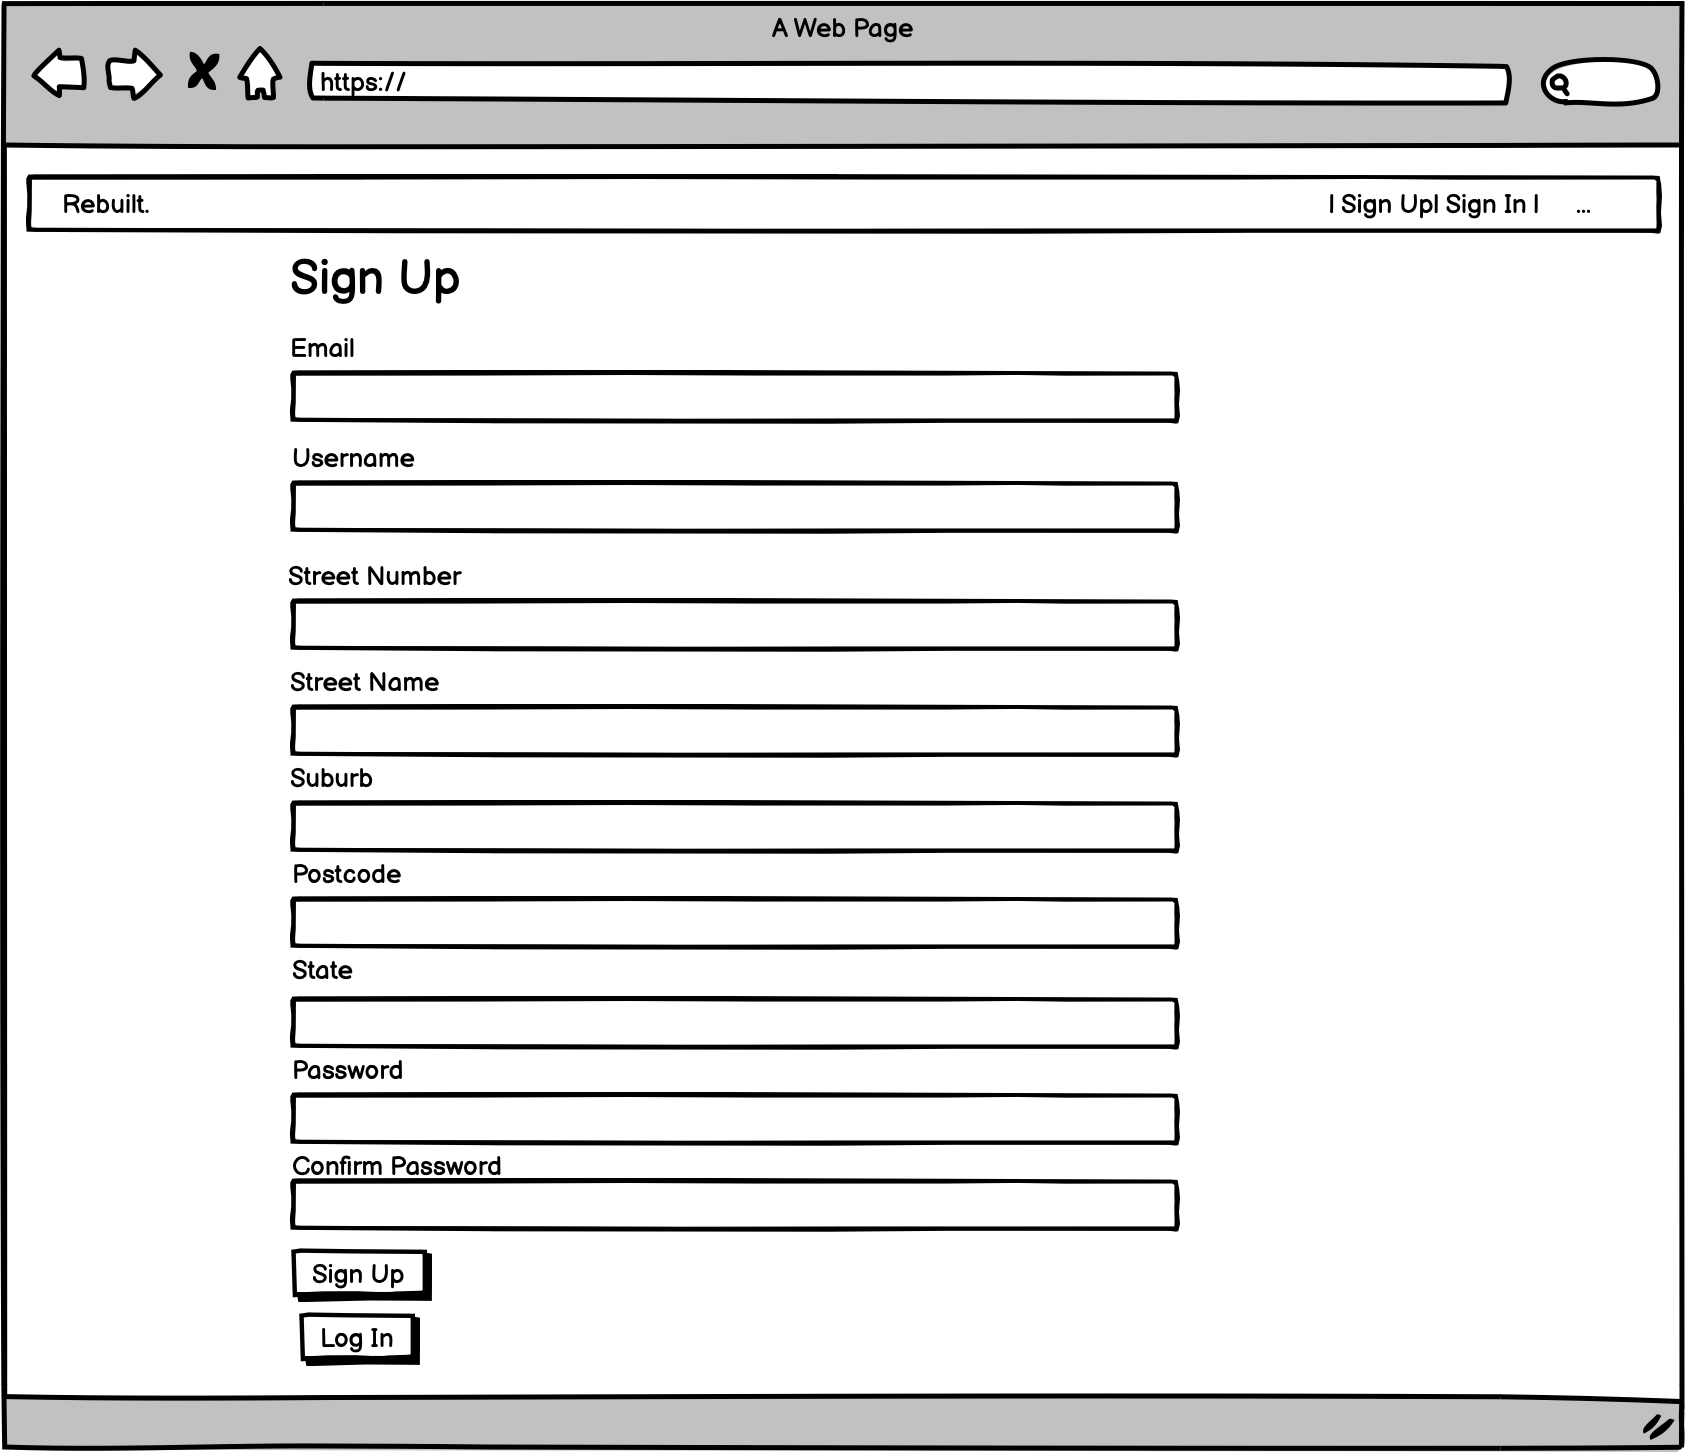 A Web Page
https://
Rebuilt.
| Sign Up| Sign In |
...
Sign Up
Email
Username
Street Number
Street Name
Suburb
Postcode
State
Password
Confirm Password
Sign Up
Log In